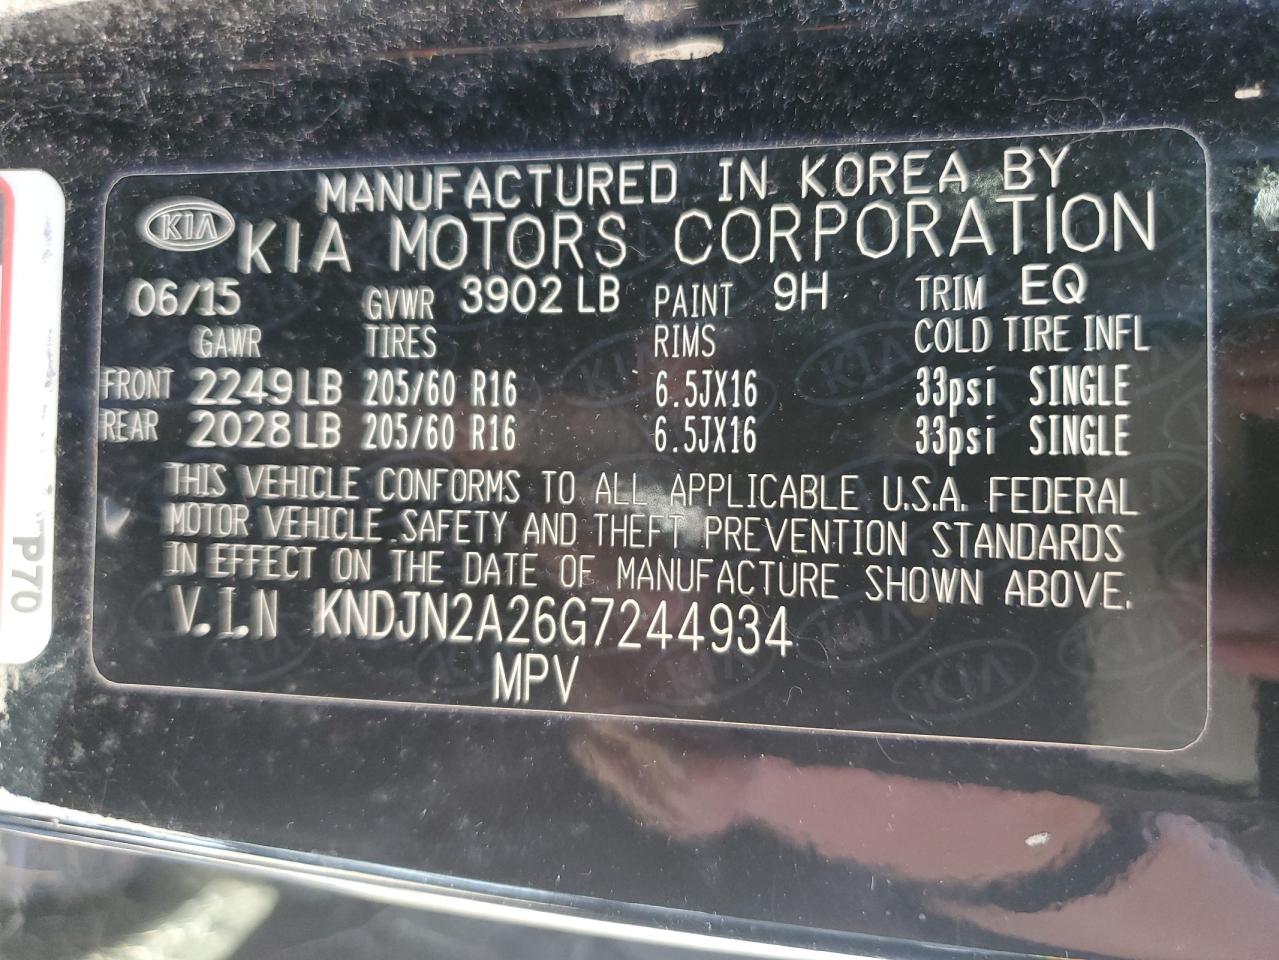 MANUFACTURED IN KOREA BY
KIA KIA MOTORS CORPORATION
06/15 GVWR 3902 LB PAINT 9H TRIM EQ
GAWR TIRES RIMS COLD TIRE INFL
FRONT 2249 LB 205/60 R16 6.5JX16 33psi SINGLE
REAR 2028 LB 205/60 R16 6.5JX16 33psi SINGLE
THIS VEHICLE CONFORMS TO ALL APPLICABLE U.S.A. FEDERAL
MOTOR VEHICLE SAFETY AND THEFT PREVENTION STANDARDS
IN EFFECT ON THE DATE OF MANUFACTURE SHOWN ABOVE.
V.I.N KNDJN2A26G7244934
MPV
P70